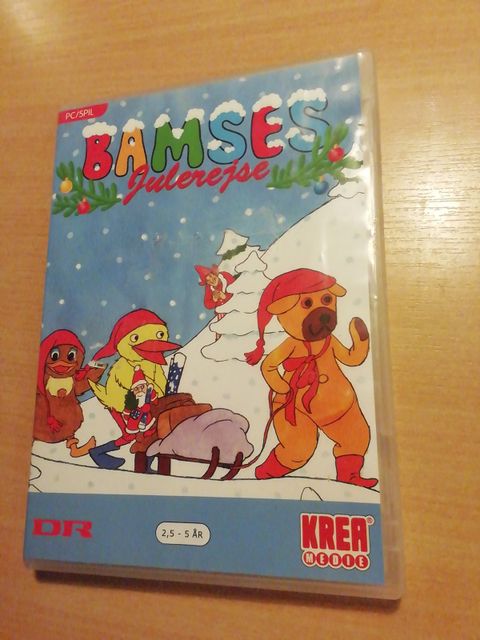 PC/SPIL
BAMSES
Julerejse
DR
2,5 - 5 ÅR
KREA®
MEDIE